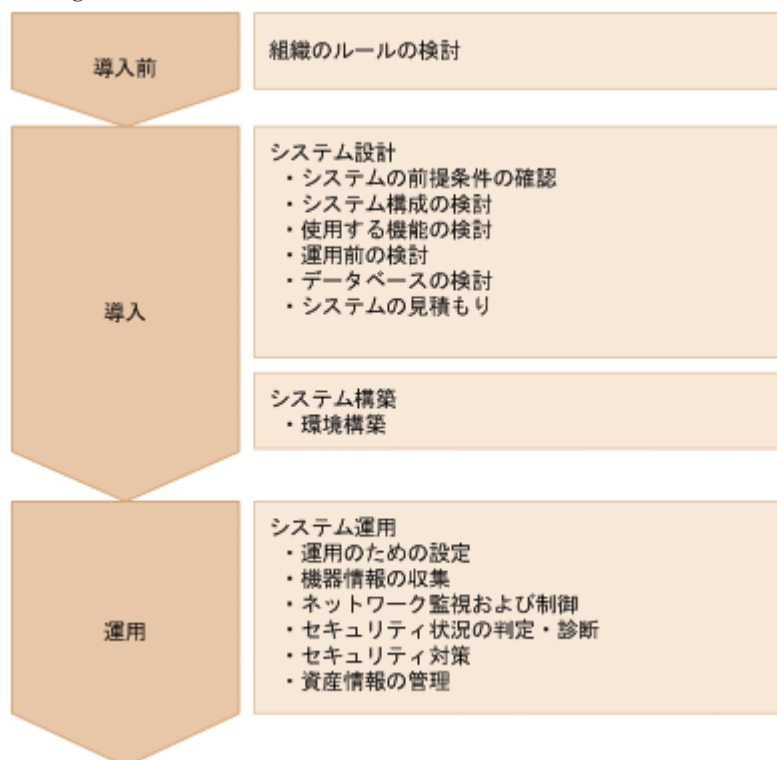 導入前
組織のルールの検討
導入
システム設計
・システムの前提条件の確認
・システム構成の検討
・使用する機能の検討
・運用前の検討
・データベースの検討
・システムの見積もり
システム構築
・環境構築
運用
システム運用
・運用のための設定
・機器情報の収集
・ネットワーク監視および制御
・セキュリティ状況の判定・診断
・セキュリティ対策
・資産情報の管理